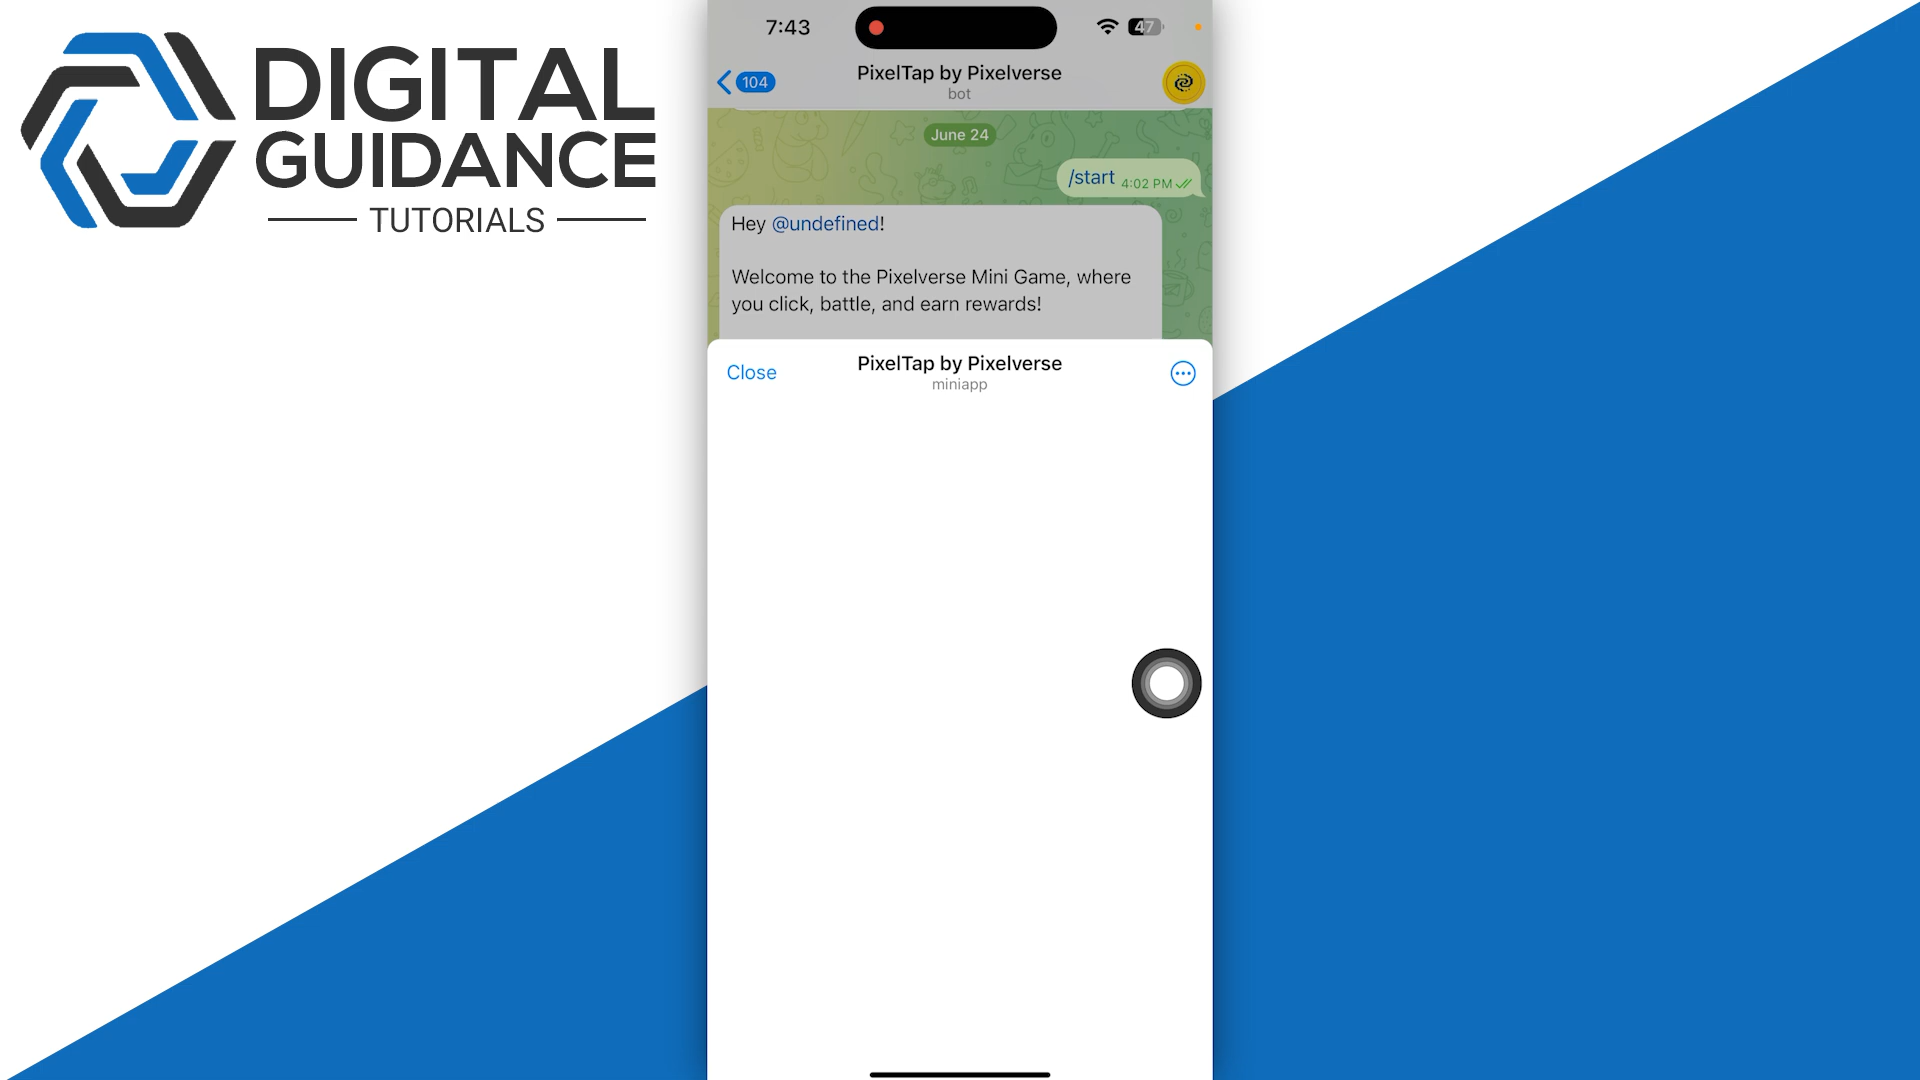 DIGITAL
GUIDANCE
TUTORIALS
7:43
47
104
PixelTap by Pixelverse
bot
June 24
/start 4:02 PM
Hey @undefined!
Welcome to the Pixelverse Mini Game, where
you click, battle, and earn rewards!
Close
PixelTap by Pixelverse
miniapp